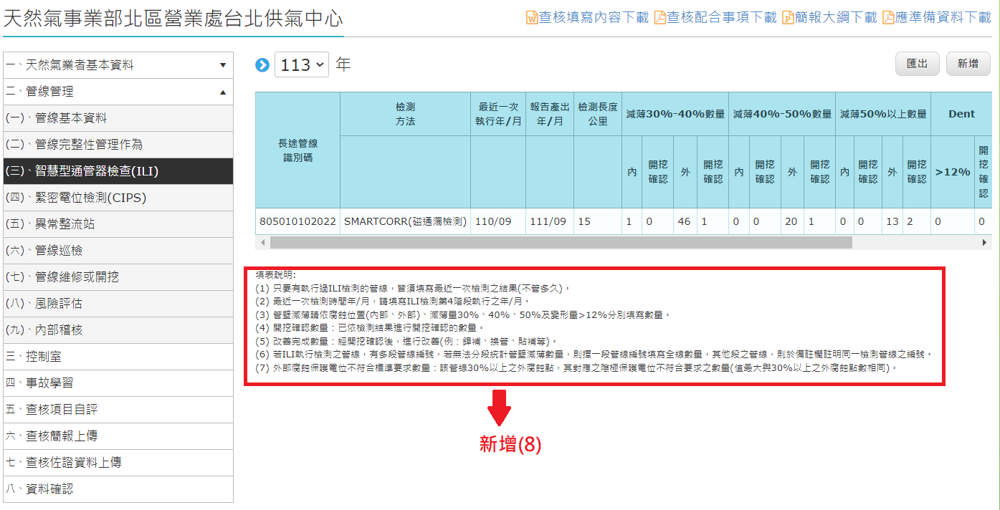 天然氣事業部北區營業處台北供氣中心
查核填寫內容下載 查核配合事項下載 簡報大綱下載 應準備資料下載
一、天然氣業者基本資料
二、管線管理
(一)、管線基本資料
(二)、管線完整性管理作為
(三)、智慧型通管器檢查(ILI)
(四)、緊密電位檢測(CIPS)
(五)、異常整流站
(六)、管線巡檢
(七)、管線維修或開挖
(八)、風險評估
(九)、內部稽核
三、控制室
四、事故學習
五、查核項目自評
六、查核簡報上傳
七、查核佐證資料上傳
八、資料確認
113 年
匯出 新增
長途管線
識別碼
檢測
方法
最近一次
執行年/月
報告產出
年/月
檢測長度
公里
減薄30%-40%數量
減薄40%-50%數量
減薄50%以上數量
Dent
內
開挖
確認
外
開挖
確認
內
開挖
確認
外
開挖
確認
內
開挖
確認
外
開挖
確認
>12%
開
挖
確
認
805010102022 SMARTCORR(磁通漏檢測) 110/09 111/09 15 1 0 46 1 0 0 20 1 0 0 13 2 0 0
填表說明:
(1) 只要有執行過ILI檢測的管線，皆須填寫最近一次檢測之結果(不管多久)。
(2) 最近一次檢測時間年/月，請填寫ILI檢測第4階段執行之年/月。
(3) 管壁減薄請依腐蝕位置(內部、外部)、減薄量30%、40%、50%及變形量>12%分別填寫數量。
(4) 開挖確認數量：已依檢測結果進行開挖確認的數量。
(5) 改善完成數量：經開挖確認後，進行改善(例：銲補、換管、貼補等)。
(6) 若ILI執行檢測之管線，有多段管線編號，若無法分段統計管壁減薄數量，則擇一段管線編號填寫全線數量，其他段之管線，則於備註欄註明同一檢測管線之編號。
(7) 外部腐蝕保護電位不符合標準要求數量：該管線30%以上之外腐蝕點，其對應之陰極保護電位不符合要求之數量(值最大與30%以上之外腐蝕點數相同)。
新增(8)